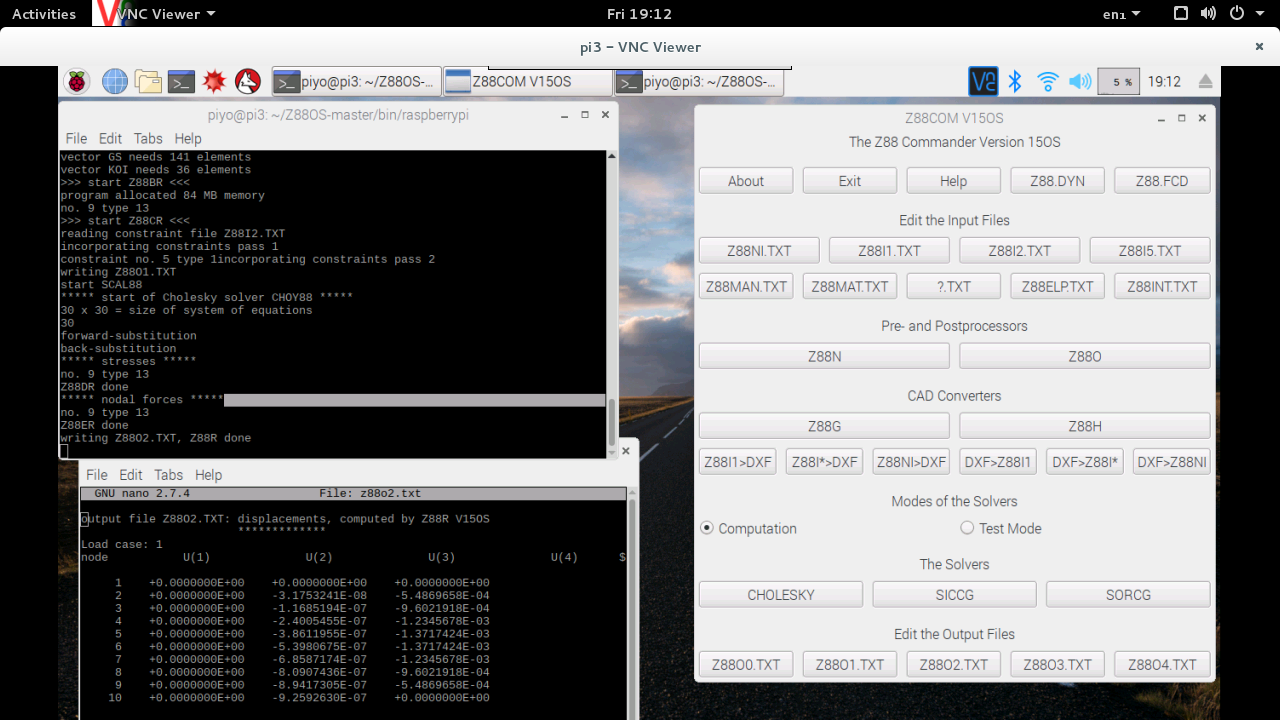 Activities VNC Viewer Fri 19:12 en₁
pi3 – VNC Viewer
piyo@pi3: ~/Z88OS-... Z88COM V15OS piyo@pi3: ~/Z88OS-... 5 % 19:12
piyo@pi3: ~/Z88OS-master/bin/raspberrypi
File Edit Tabs Help
vector GS needs 141 elements
vector KOI needs 36 elements
>>> start Z88BR <<<
program allocated 84 MB memory
no. 9 type 13
>>> start Z88CR <<<
reading constraint file Z88I2.TXT
incorporating constraints pass 1
constraint no. 5 type 1incorporating constraints pass 2
writing Z88O1.TXT
start SCAL88
***** start of Cholesky solver CHOY88 *****
30 x 30 = size of system of equations
30
forward-substitution
back-substitution
***** stresses *****
no. 9 type 13
Z88DR done
***** nodal forces *****
no. 9 type 13
Z88ER done
writing Z88O2.TXT, Z88R done
File Edit Tabs Help
GNU nano 2.7.4 File: z88o2.txt
output file Z88O2.TXT: displacements, computed by Z88R V15OS
*************
Load case: 1
node U(1) U(2) U(3) U(4) $
1 +0.0000000E+00 +0.0000000E+00 +0.0000000E+00
2 +0.0000000E+00 -3.1753241E-08 -5.4869658E-04
3 +0.0000000E+00 -1.1685194E-07 -9.6021918E-04
4 +0.0000000E+00 -2.4005455E-07 -1.2345678E-03
5 +0.0000000E+00 -3.8611955E-07 -1.3717424E-03
6 +0.0000000E+00 -5.3980675E-07 -1.3717424E-03
7 +0.0000000E+00 -6.8587174E-07 -1.2345678E-03
8 +0.0000000E+00 -8.0907436E-07 -9.6021918E-04
9 +0.0000000E+00 -8.9417305E-07 -5.4869658E-04
10 +0.0000000E+00 -9.2592630E-07 +0.0000000E+00
Z88COM V15OS
The Z88 Commander Version 15OS
About Exit Help Z88.DYN Z88.FCD
Edit the Input Files
Z88NI.TXT Z88I1.TXT Z88I2.TXT Z88I5.TXT
Z88MAN.TXT Z88MAT.TXT ?.TXT Z88ELP.TXT Z88INT.TXT
Pre- and Postprocessors
Z88N Z88O
CAD Converters
Z88G Z88H
Z88I1>DXF Z88I*>DXF Z88NI>DXF DXF>Z88I1 DXF>Z88I* DXF>Z88NI
Modes of the Solvers
Computation Test Mode
The Solvers
CHOLESKY SICCG SORCG
Edit the Output Files
Z88O0.TXT Z88O1.TXT Z88O2.TXT Z88O3.TXT Z88O4.TXT